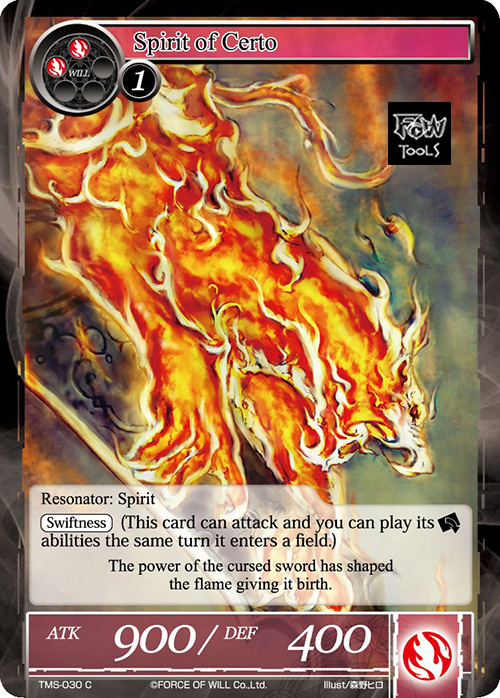 Spirit of Certo
WILL
1
FOW
TOOLS
Resonator: Spirit
Swiftness (This card can attack and you can play its
abilities the same turn it enters a field.)
The power of the cursed sword has shaped
the flame giving it birth.
ATK 900 / DEF 400
TMS-030 C ©FORCE OF WILL Co.,Ltd. Illust/森野ヒロ